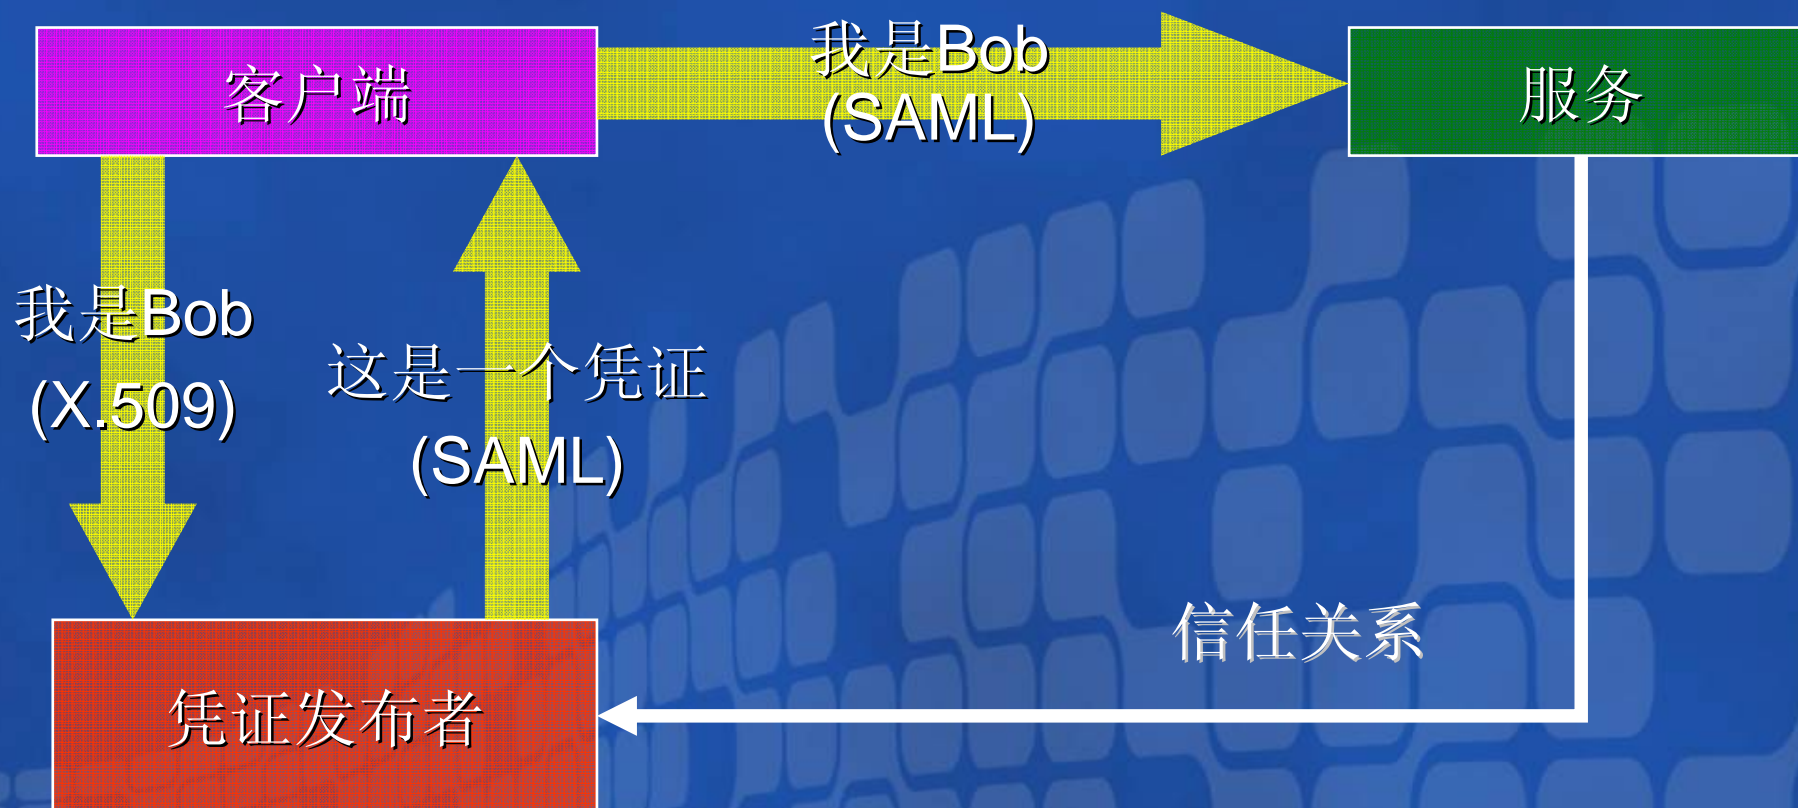 客户端
我是Bob
(SAML)
服务
我是Bob
(X.509)
这是一个凭证
(SAML)
信任关系
凭证发布者